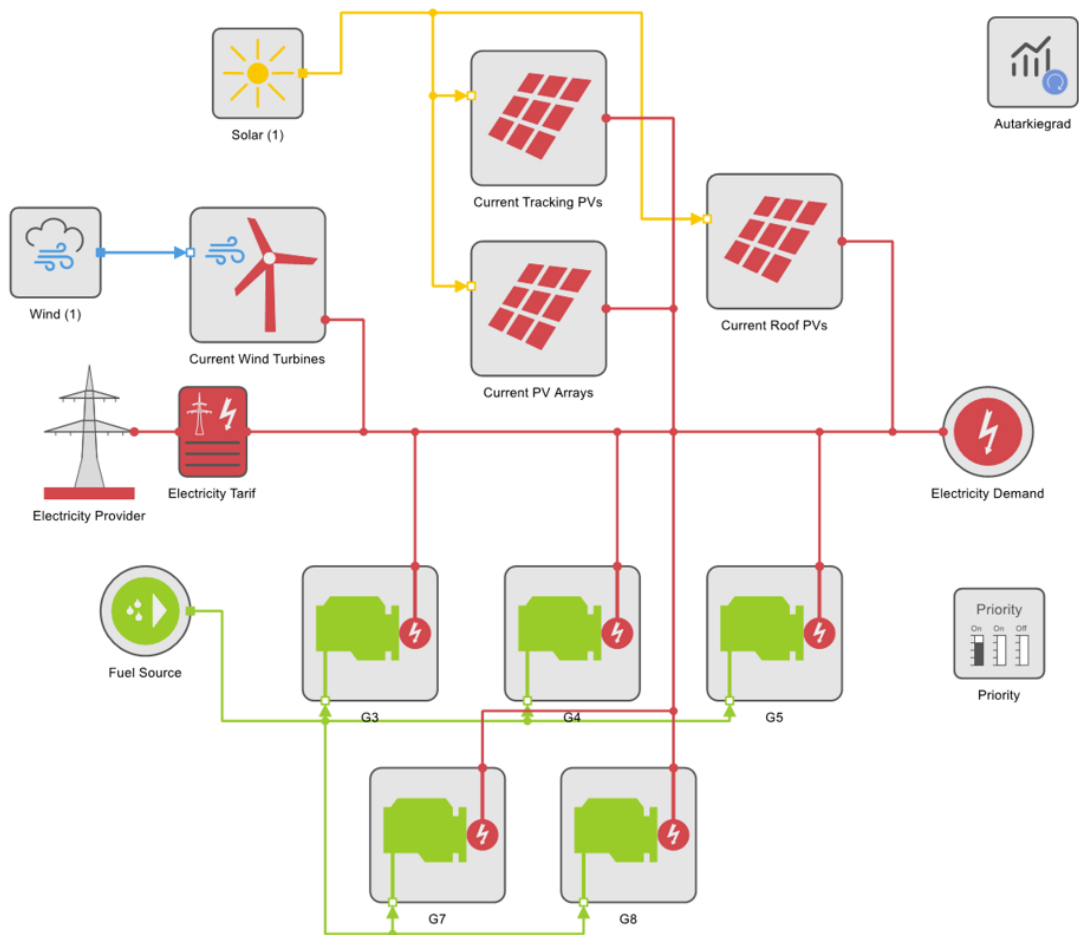 Solar (1)
Autarkiegrad
Current Tracking PVs
Wind (1)
Current Roof PVs
Current Wind Turbines
Current PV Arrays
Electricity Tarif
Electricity Demand
Electricity Provider
Priority
On On Off
Fuel Source
Priority
G3
G4
G5
G7
G8